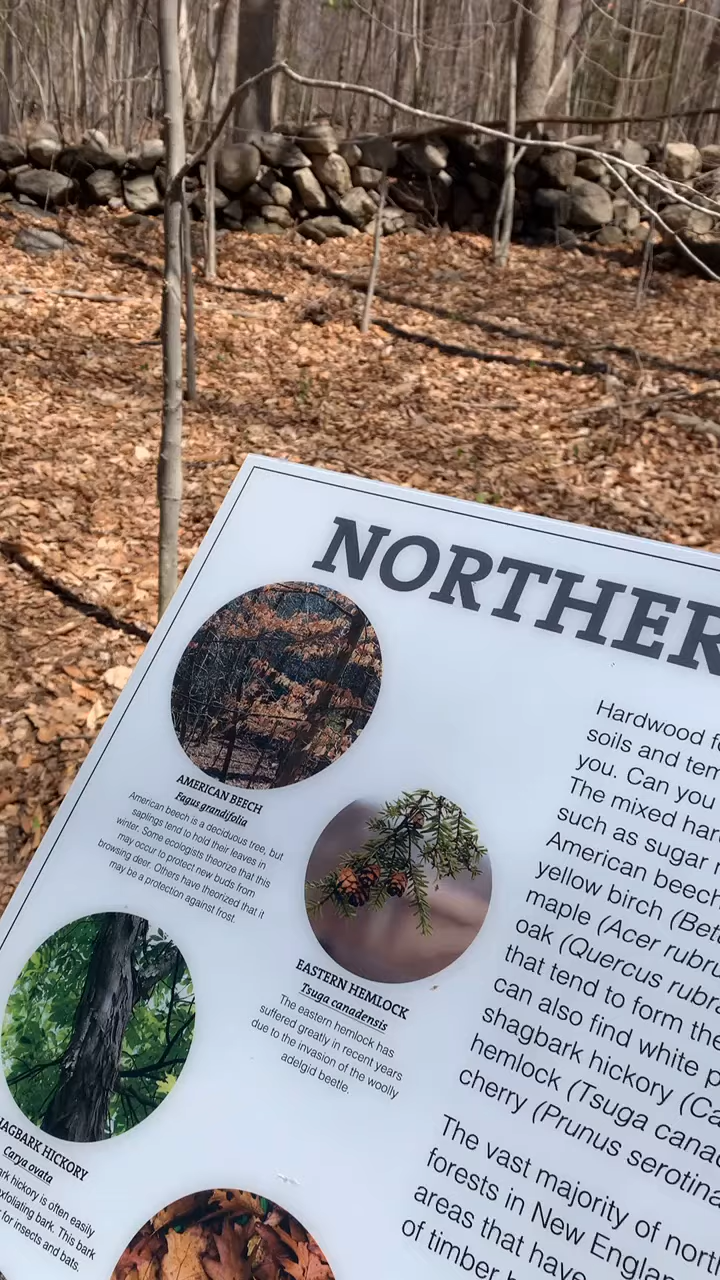 NORTHER
AMERICAN BEECH
Fagus grandifolia
American beech is a deciduous tree, but
saplings tend to hold their leaves in
winter. Some ecologists theorize that this
may occur to protect new buds from
browsing deer. Others have theorized that it
may be a protection against frost.
EASTERN HEMLOCK
Tsuga canadensis
The eastern hemlock has
suffered greatly in recent years
due to the invasion of the woolly
adelgid beetle.
HAGBARK HICKORY
Carya ovata
ark hickory is often easily
exfoliating bark. This bark
for insects and bats.
Hardwood f
soils and tem
you. Can you
The mixed har
such as sugar
American beech
yellow birch (Bet
maple (Acer rubru
oak (Quercus rubr
that tend to form the
can also find white p
shagbark hickory (Ca
hemlock (Tsuga cana
cherry (Prunus serotina
The vast majority of nort
forests in New Englan
areas that have
of timber